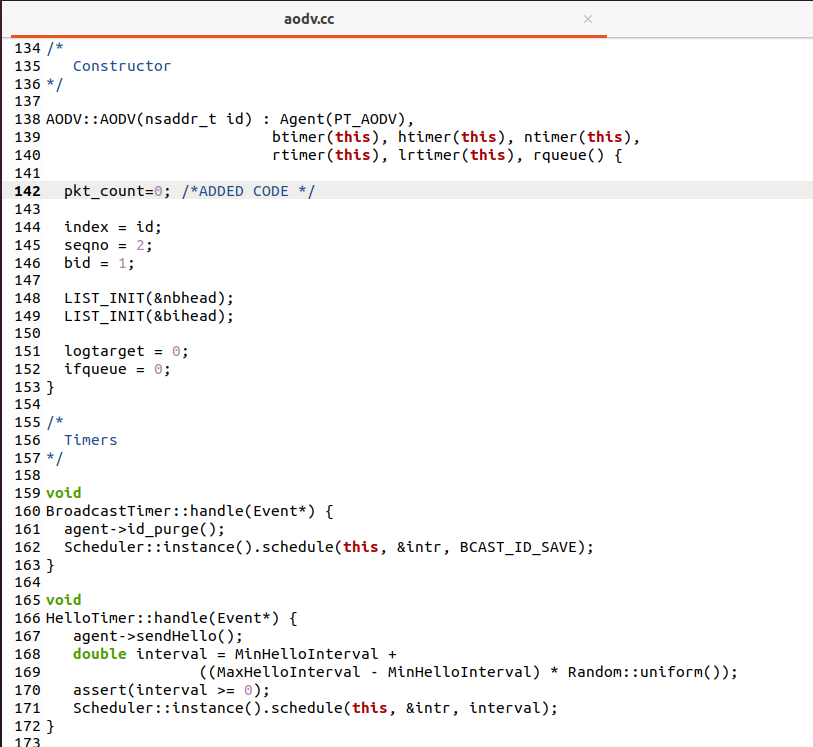 aodv.cc ×
134 /*
135    Constructor
136 */
137
138 AODV::AODV(nsaddr_t id) : Agent(PT_AODV),
139                          btimer(this), htimer(this), ntimer(this),
140                          rtimer(this), lrtimer(this), rqueue() {
141
142   pkt_count=0; /*ADDED CODE */
143
144   index = id;
145   seqno = 2;
146   bid = 1;
147
148   LIST_INIT(&nbhead);
149   LIST_INIT(&bihead);
150
151   logtarget = 0;
152   ifqueue = 0;
153 }
154
155 /*
156   Timers
157 */
158
159 void
160 BroadcastTimer::handle(Event*) {
161   agent->id_purge();
162   Scheduler::instance().schedule(this, &intr, BCAST_ID_SAVE);
163 }
164
165 void
166 HelloTimer::handle(Event*) {
167    agent->sendHello();
168    double interval = MinHelloInterval +
169                  ((MaxHelloInterval - MinHelloInterval) * Random::uniform());
170    assert(interval >= 0);
171    Scheduler::instance().schedule(this, &intr, interval);
172 }
173